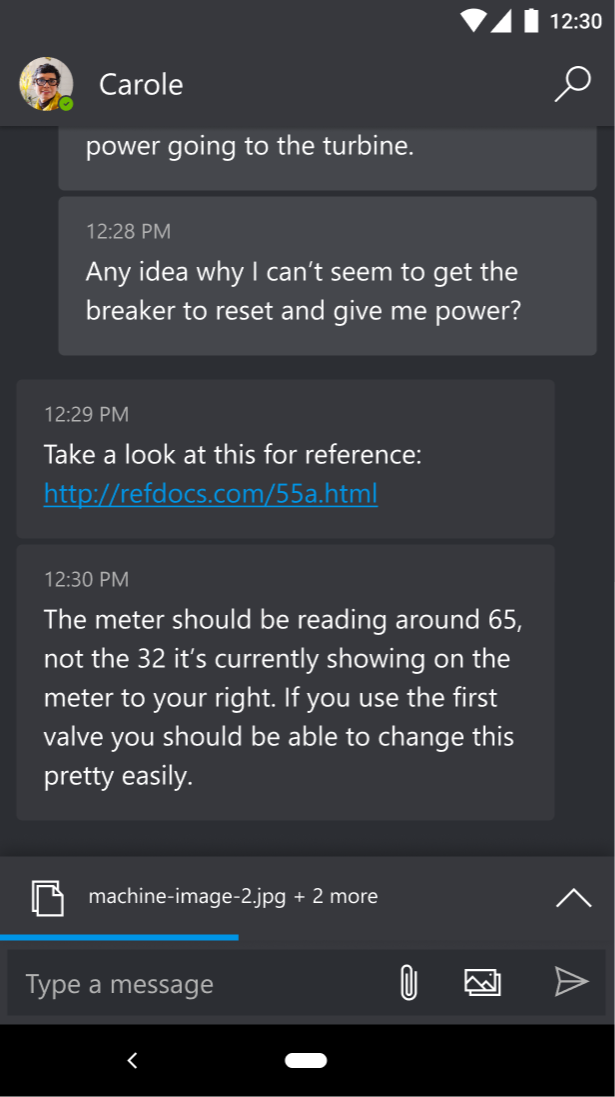 12:30
Carole
power going to the turbine.
12:28 PM
Any idea why I can’t seem to get the
breaker to reset and give me power?
12:29 PM
Take a look at this for reference:
http://refdocs.com/55a.html
12:30 PM
The meter should be reading around 65,
not the 32 it’s currently showing on the
meter to your right. If you use the first
valve you should be able to change this
pretty easily.
machine-image-2.jpg + 2 more
Type a message